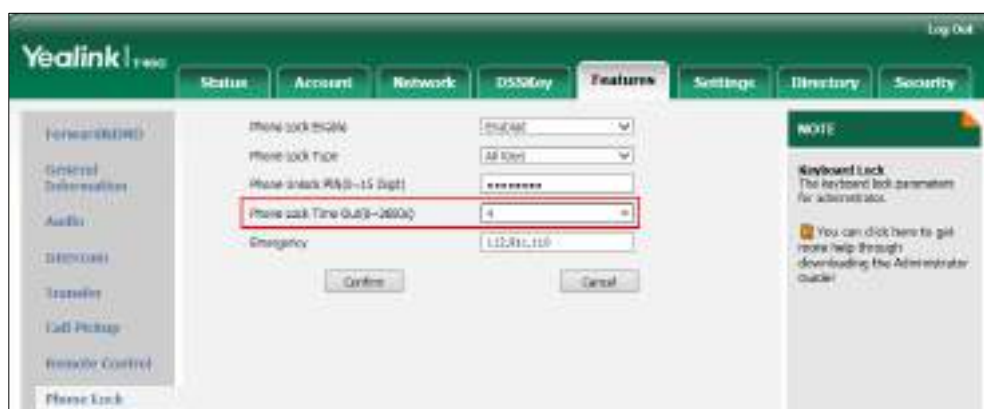 Log Out
Yealink
Status Account Network DSSKey Features Settings Directory Security
Forward&DND
General
Information
Audio
Intercom
Transfer
Call Pickup
Remote Control
Phone Lock
Phone Lock Enable Enabled
Phone Lock Type All Keys
Phone Unlock PIN(0~15 Digit) ••••••••
Phone Lock Time Out(0~3600s)
Emergency 112,911,110
Confirm Cancel
NOTE
Keyboard Lock
The keyboard lock parameters
for administrator.
You can click here to get
more help through
downloading the Administrator
Guide!